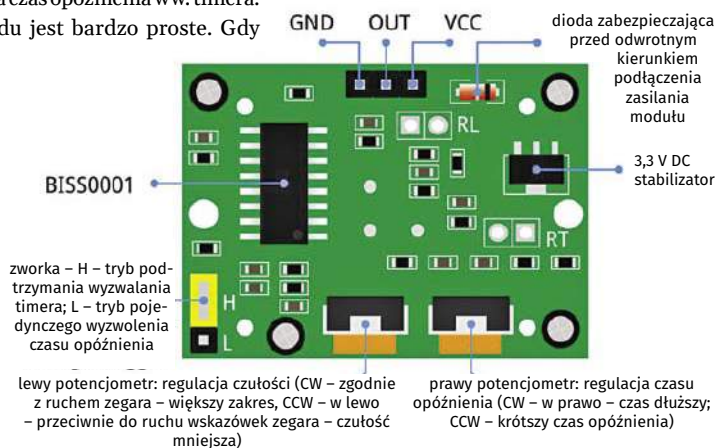 du jest bardzo proste. Gdy
GND OUT VCC
dioda zabezpieczająca
przed odwrotnym
kierunkiem
podłączenia
zasilania
modułu
RL
BISS0001
3,3 V DC
stabilizator
RT
zworka – H – tryb pod-
trzymania wyzwalania
timera; L – tryb poje-
dynczego wyzwolenia
czasu opóźnienia
H
L
lewy potencjometr: regulacja czułości (CW – zgodnie
z ruchem zegara – większy zakres, CCW – w lewo
– przeciwnie do ruchu wskazówek zegara – czułość
mniejsza)
prawy potencjometr: regulacja czasu
opóźnienia (CW – w prawo – czas dłuższy;
CCW – krótszy czas opóźnienia)